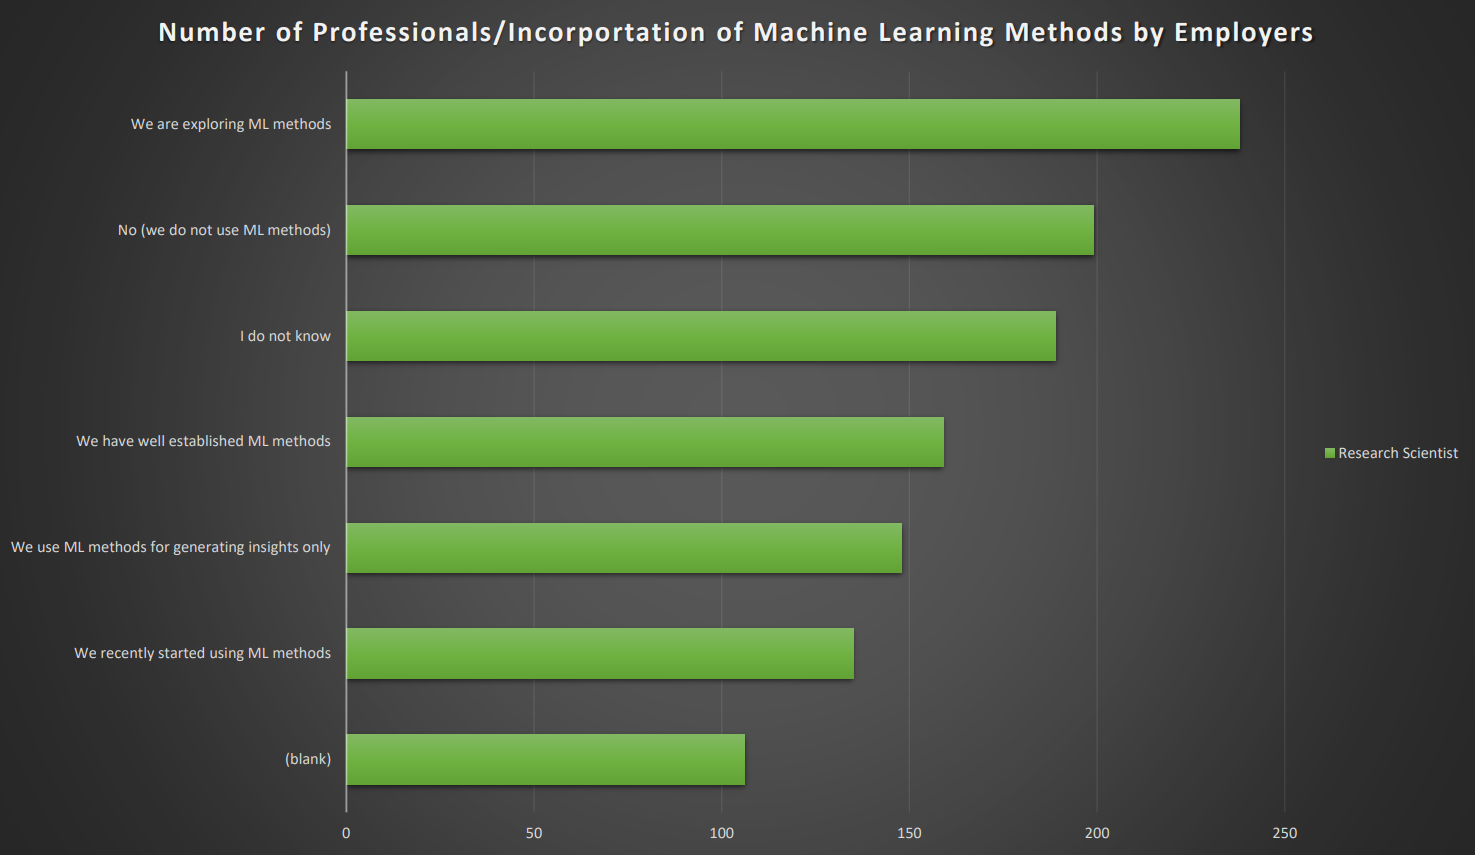 Number of Professionals/Incorportation of Machine Learning Methods by Employers
We are exploring ML methods
No (we do not use ML methods)
I do not know
We have well established ML methods
We use ML methods for generating insights only
We recently started using ML methods
(blank)
0 50 100 150 200 250
Research Scientist